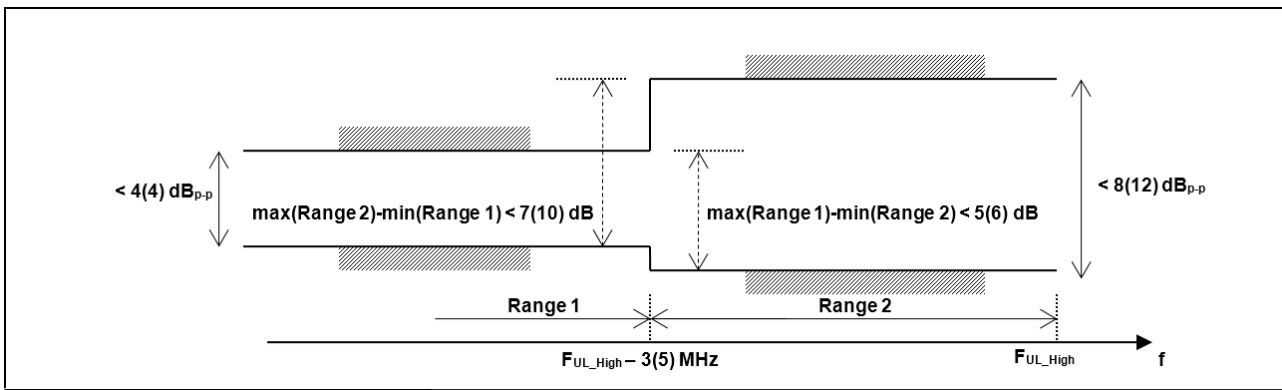 < 4(4) dBp-p
max(Range 2)-min(Range 1) < 7(10) dB
max(Range 1)-min(Range 2) < 5(6) dB
< 8(12) dBp-p
Range 1
Range 2
FUL_High – 3(5) MHz
FUL_High
f